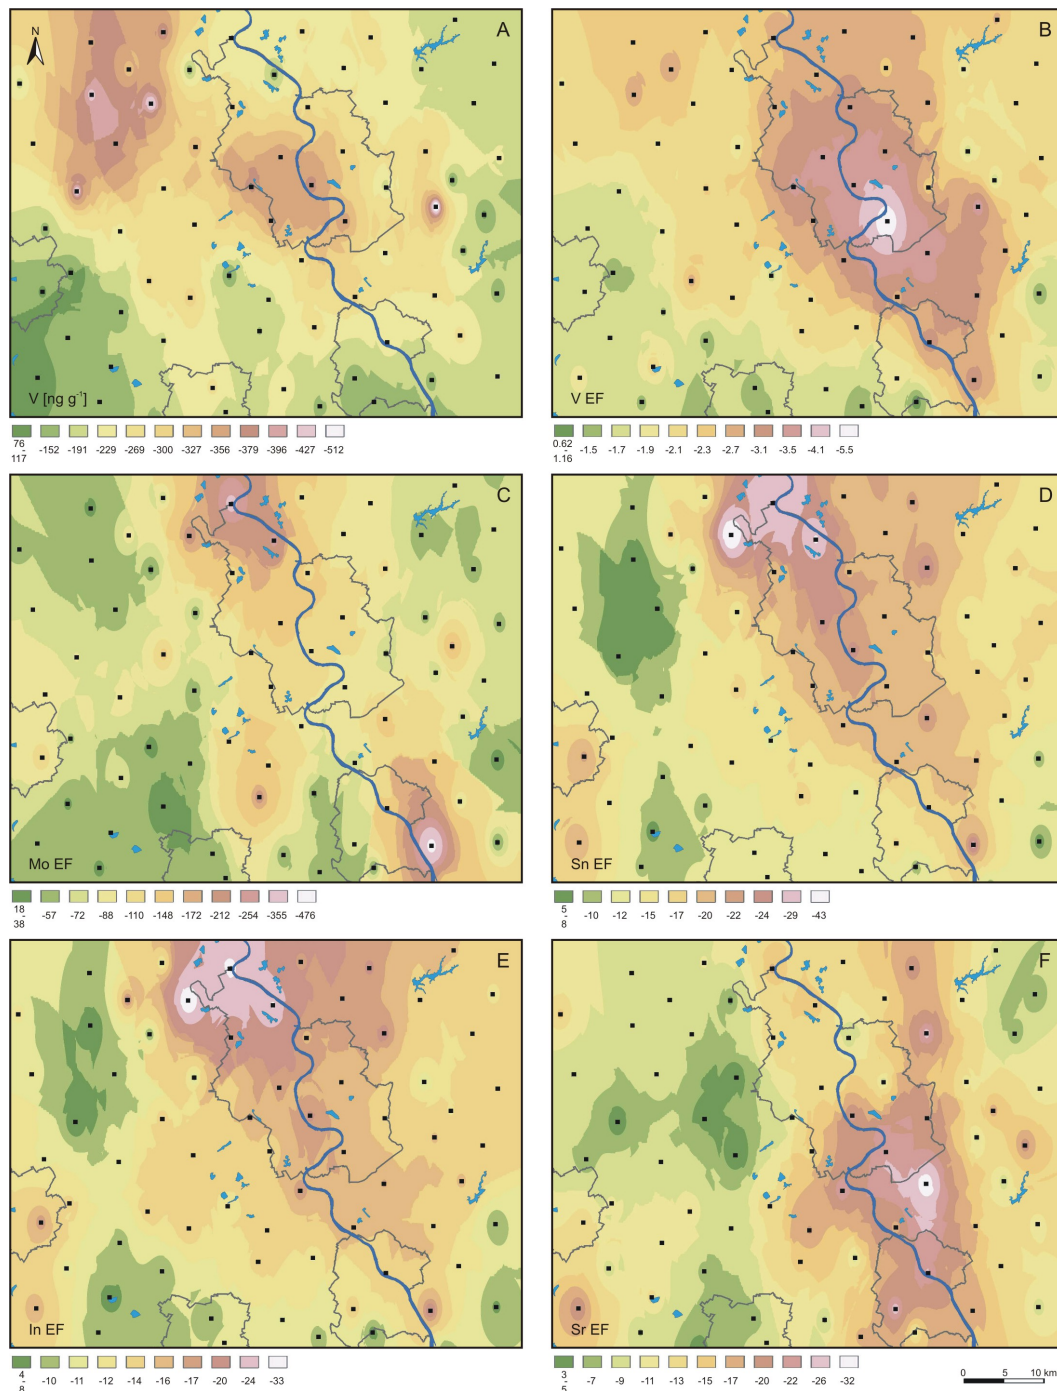 N
A
V [ng g⁻¹]
76 - 117 -152 -191 -229 -269 -300 -327 -356 -379 -396 -427 -512
B
V EF
0.62 - 1.16 -1.5 -1.7 -1.9 -2.1 -2.3 -2.7 -3.1 -3.5 -4.1 -5.5
C
Mo EF
18 - 38 -57 -72 -88 -110 -148 -172 -212 -254 -355 -476
D
Sn EF
5 - 8 -10 -12 -15 -17 -20 -22 -24 -29 -43
E
In EF
4 - 8 -10 -11 -12 -14 -16 -17 -20 -24 -33
F
Sr EF
3 - 5 -7 -9 -11 -13 -15 -17 -20 -22 -26 -32
0 5 10 km